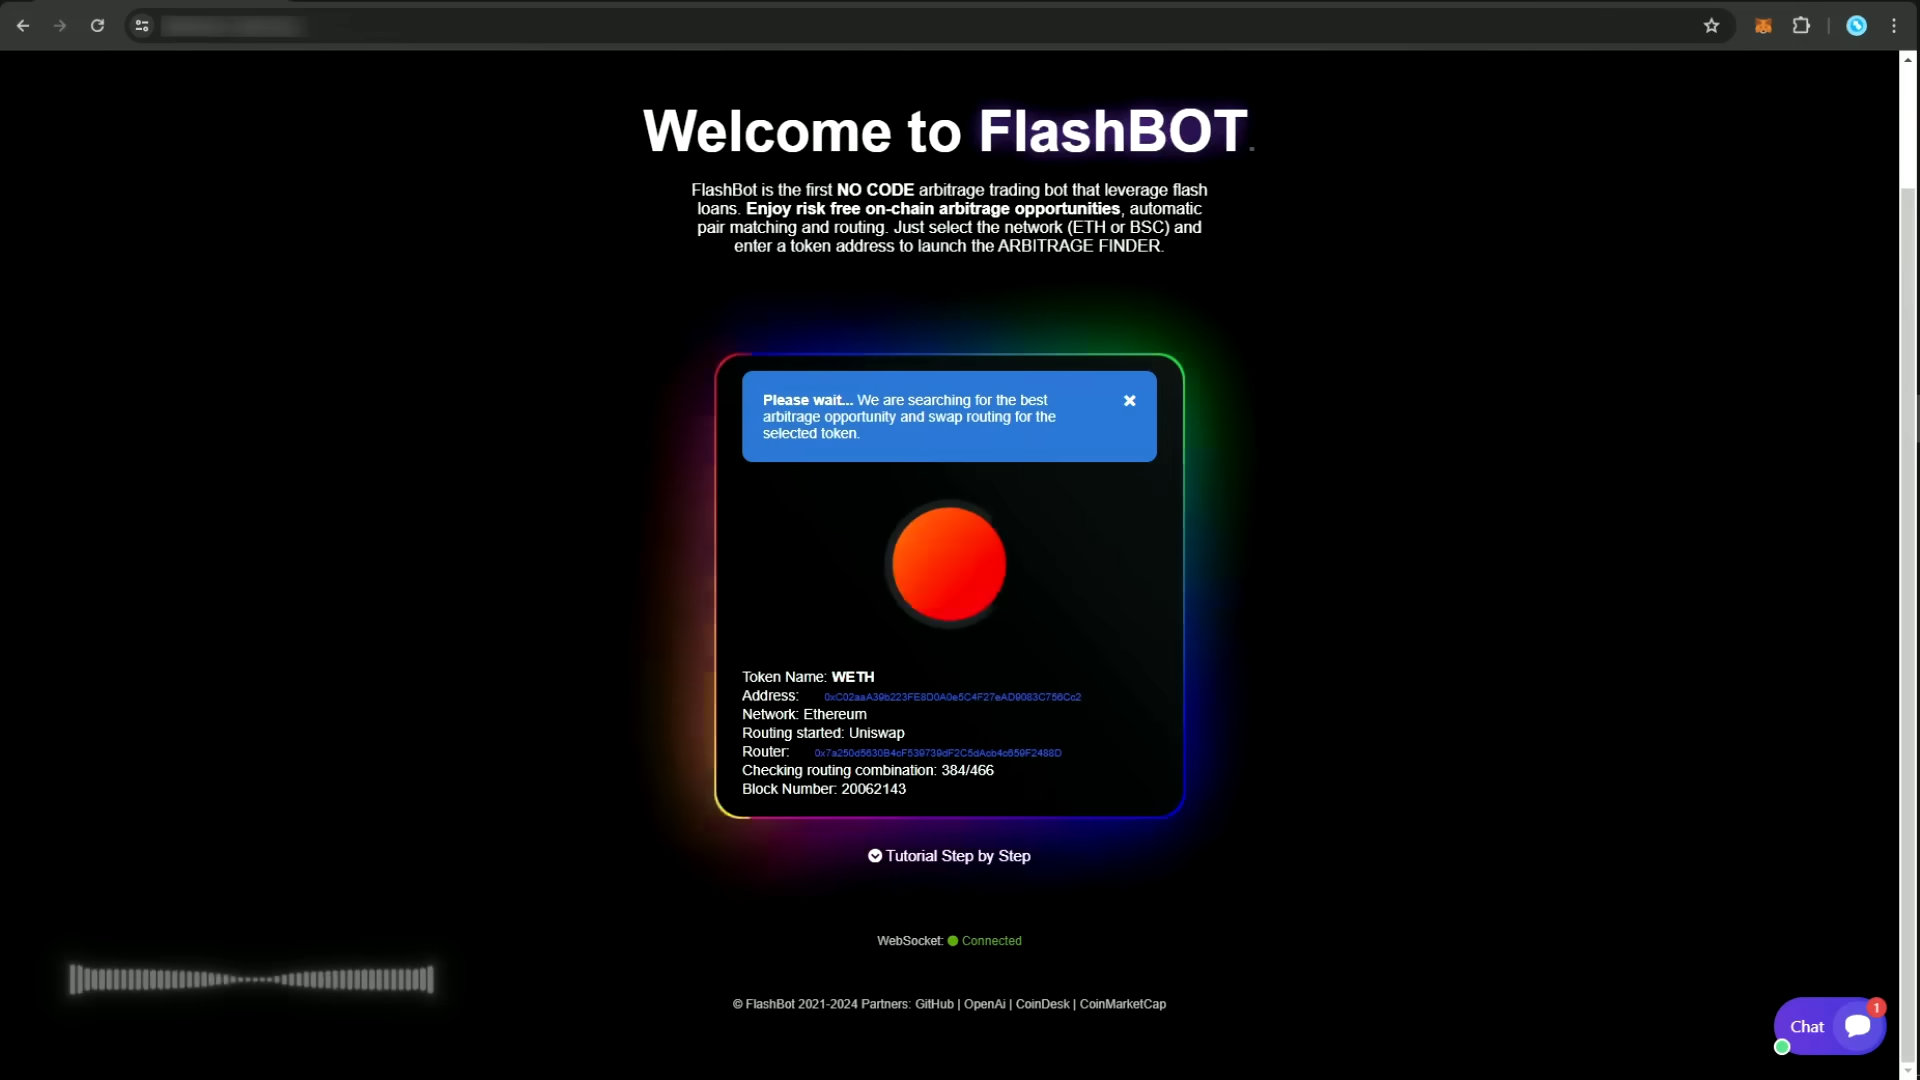 Welcome to FlashBOT.
FlashBot is the first NO CODE arbitrage trading bot that leverage flash
loans. Enjoy risk free on-chain arbitrage opportunities, automatic
pair matching and routing. Just select the network (ETH or BSC) and
enter a token address to launch the ARBITRAGE FINDER.
Please wait... We are searching for the best
arbitrage opportunity and swap routing for the
selected token.
Token Name: WETH
Address: 0xC02aaA39b223FE8D0A0e5C4F27eAD9083C756Cc2
Network: Ethereum
Routing started: Uniswap
Router: 0x7a250d5630B4cF539739dF2C5dAcb4c659F2488D
Checking routing combination: 384/466
Block Number: 20062143
Tutorial Step by Step
WebSocket: Connected
© FlashBot 2021-2024 Partners: GitHub | OpenAi | CoinDesk | CoinMarketCap
Chat
1